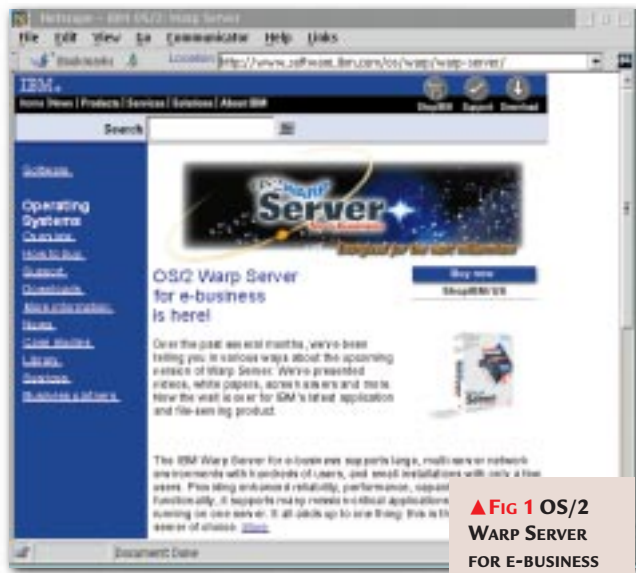 Netscape - IBM OS/2 Warp Server
File Edit View Go Communicator Help Links
Bookmarks Location http://www.software.ibm.com/os/warp/warp-server/
IBM
Home | News | Products | Services | Solutions | About IBM
ShopIBM Support Download
Search
Software
Operating
Systems
Overview
How to buy
Support
Downloads
More information
News
Case studies
Library
Services
Business partners
OS/2 WARP
Server
for e-business
designed for the next millennium
OS/2 Warp Server
for e-business
is here!
Buy now
ShopIBM/US
Over the past several months, we've been
telling you in various ways about the upcoming
version of Warp Server. We've presented
videos, white papers, screen savers and more.
Now the wait is over for IBM's latest application
and file-serving product.
Server
The IBM Warp Server for e-business supports large, multi-server network
environments with hundreds of users, and small installations with only a few
users. Providing enhanced reliability, performance,
functionality, it supports many mission-critical
running on one server. It all adds up to one thing: this is the
server of choice. More
Document: Done
▲FIG 1 OS/2
WARP SERVER
FOR E-BUSINESS